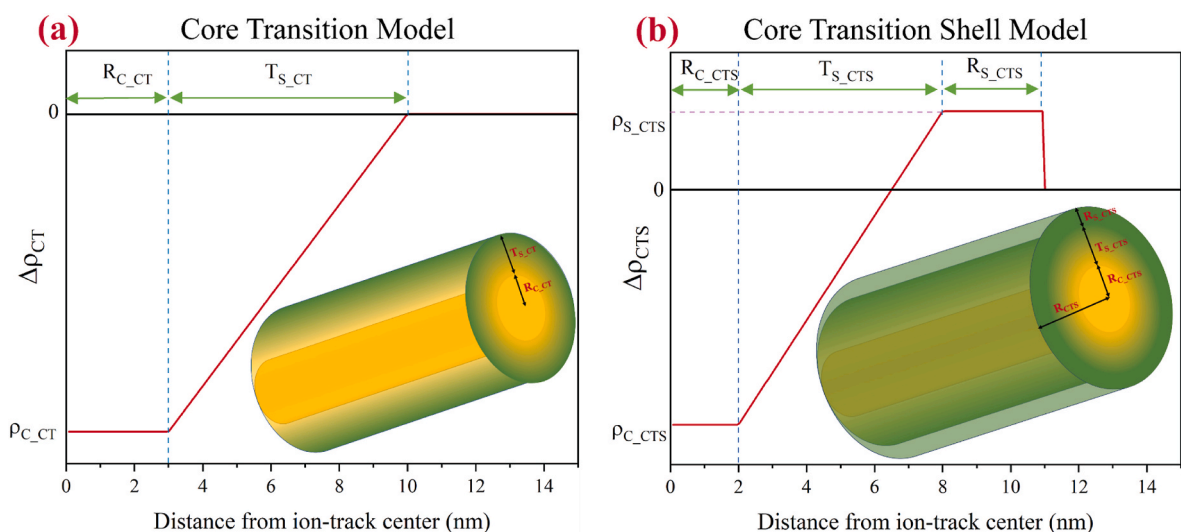 (a)
Core Transition Model
R_C_CT
T_S_CT
0
Δρ_CT
ρ_C_CT
T_S_CT
R_C_CT
0 2 4 6 8 10 12 14
Distance from ion-track center (nm)
(b)
Core Transition Shell Model
R_C_CTS
T_S_CTS
R_S_CTS
ρ_S_CTS
0
Δρ_CTS
ρ_C_CTS
R_S_CTS
T_S_CTS
R_C_CTS
R_CTS
0 2 4 6 8 10 12 14
Distance from ion-track center (nm)